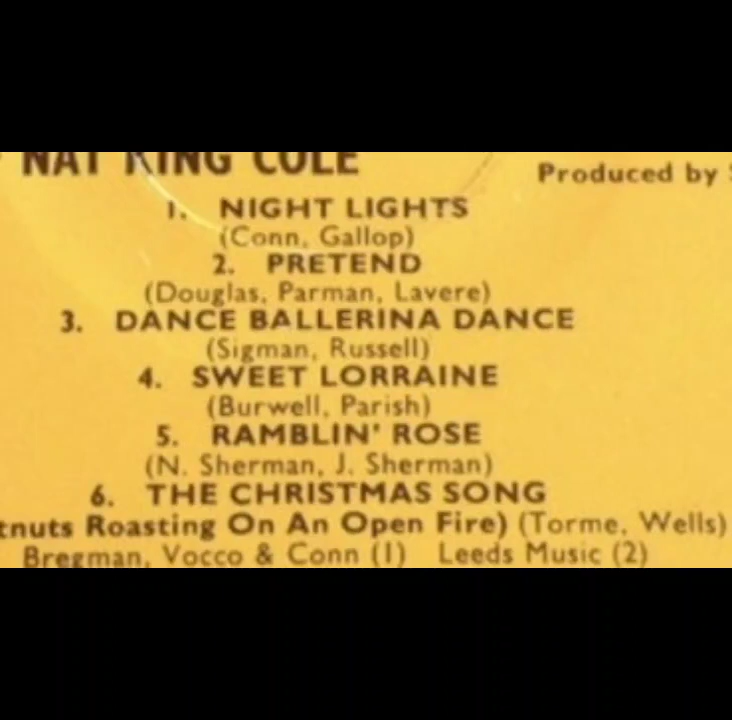 NAT KING COLE
Produced by
1. NIGHT LIGHTS
(Conn, Gallop)
2. PRETEND
(Douglas, Parman, Lavere)
3. DANCE BALLERINA DANCE
(Sigman, Russell)
4. SWEET LORRAINE
(Burwell, Parish)
5. RAMBLIN' ROSE
(N. Sherman, J. Sherman)
6. THE CHRISTMAS SONG
tnuts Roasting On An Open Fire) (Torme, Wells)
Bregman, Vocco & Conn (1) Leeds Music (2)